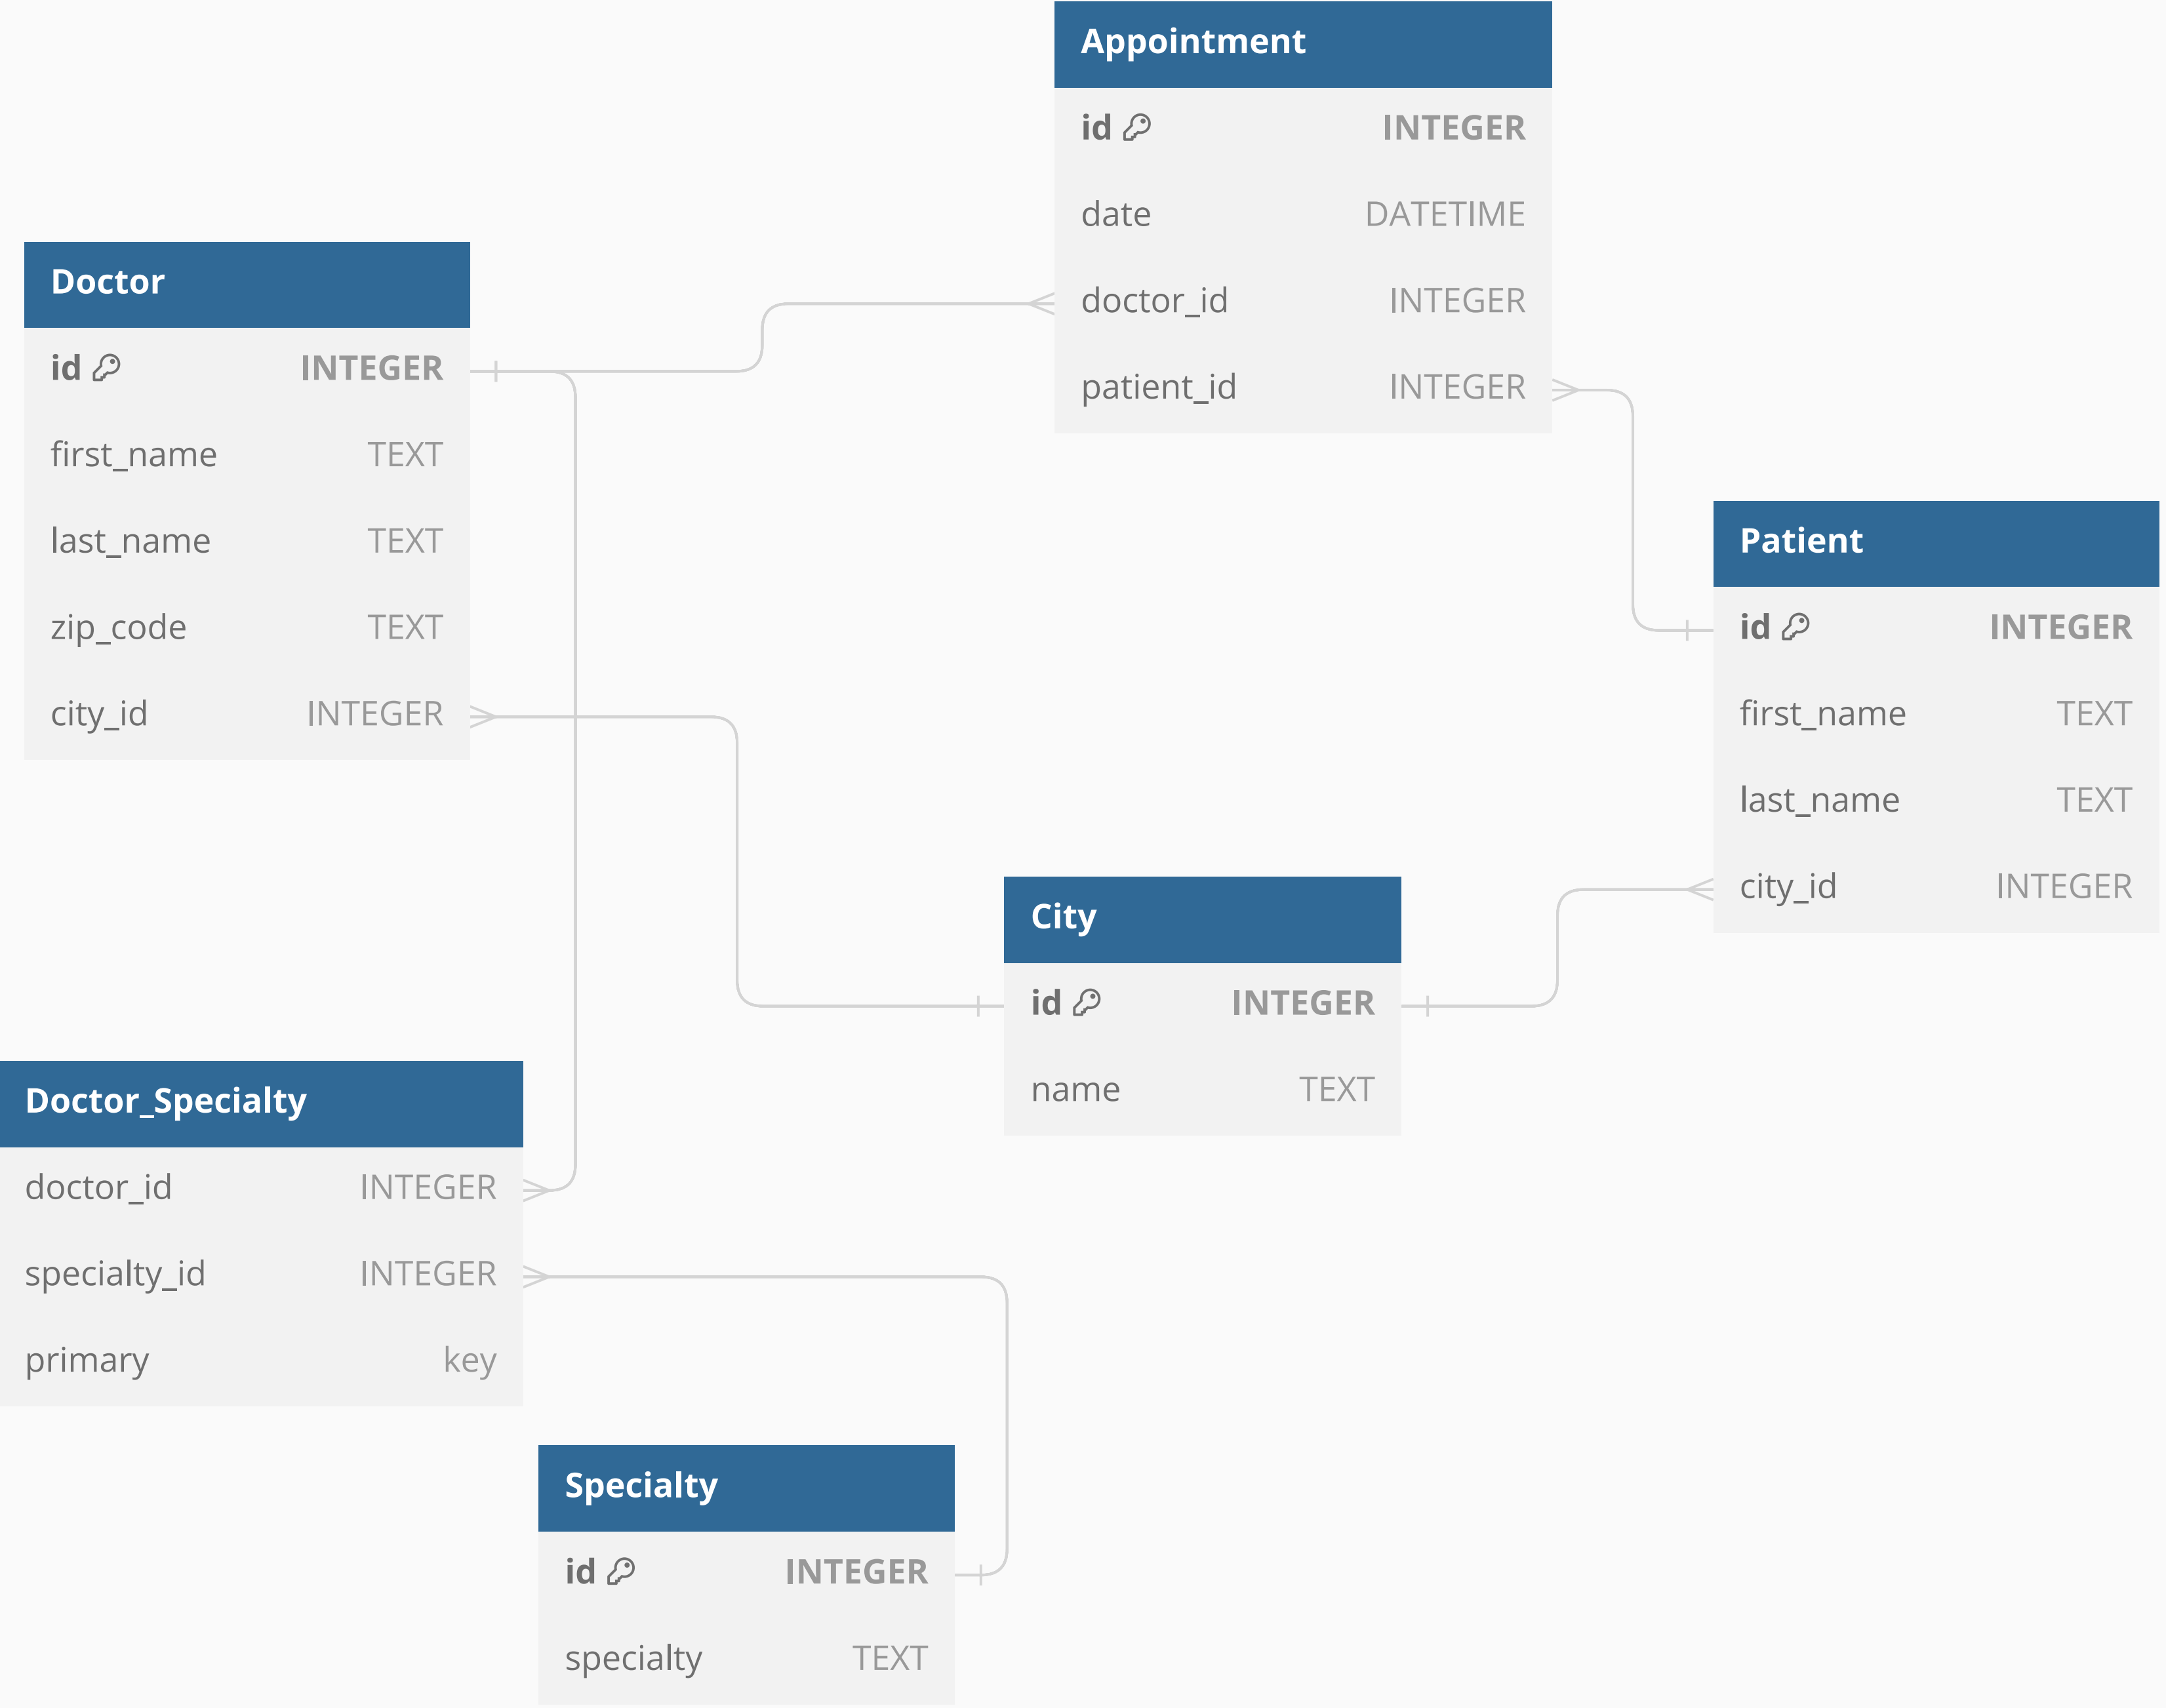 Appointment
id INTEGER
date DATETIME
doctor_id INTEGER
patient_id INTEGER
Doctor
id INTEGER
first_name TEXT
last_name TEXT
zip_code TEXT
city_id INTEGER
Patient
id INTEGER
first_name TEXT
last_name TEXT
city_id INTEGER
City
id INTEGER
name TEXT
Doctor_Specialty
doctor_id INTEGER
specialty_id INTEGER
primary key
Specialty
id INTEGER
specialty TEXT